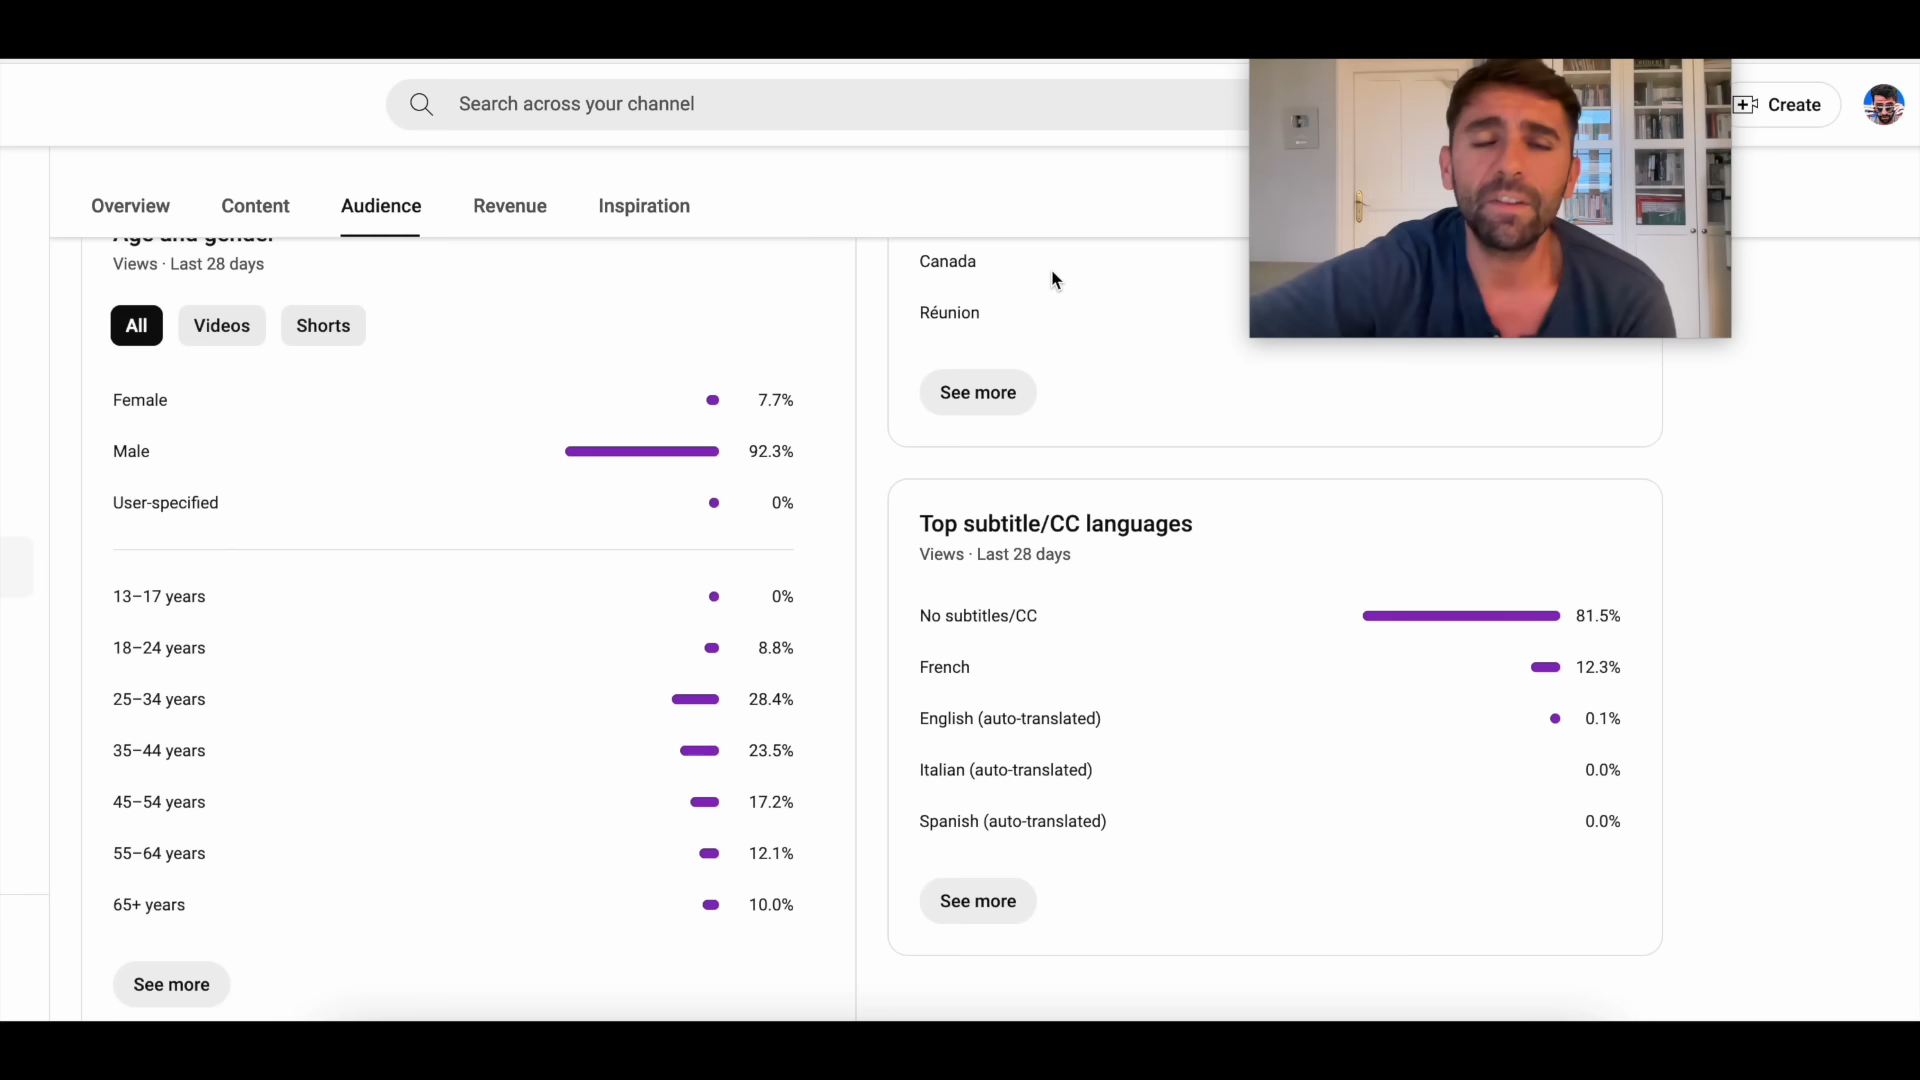 Search across your channel
Create
Overview
Content
Audience
Revenue
Inspiration
Age and gender
Views · Last 28 days
All
Videos
Shorts
Female
7.7%
Male
92.3%
User-specified
0%
13–17 years
0%
18–24 years
8.8%
25–34 years
28.4%
35–44 years
23.5%
45–54 years
17.2%
55–64 years
12.1%
65+ years
10.0%
See more
Canada
Réunion
See more
Top subtitle/CC languages
Views · Last 28 days
No subtitles/CC
81.5%
French
12.3%
English (auto-translated)
0.1%
Italian (auto-translated)
0.0%
Spanish (auto-translated)
0.0%
See more